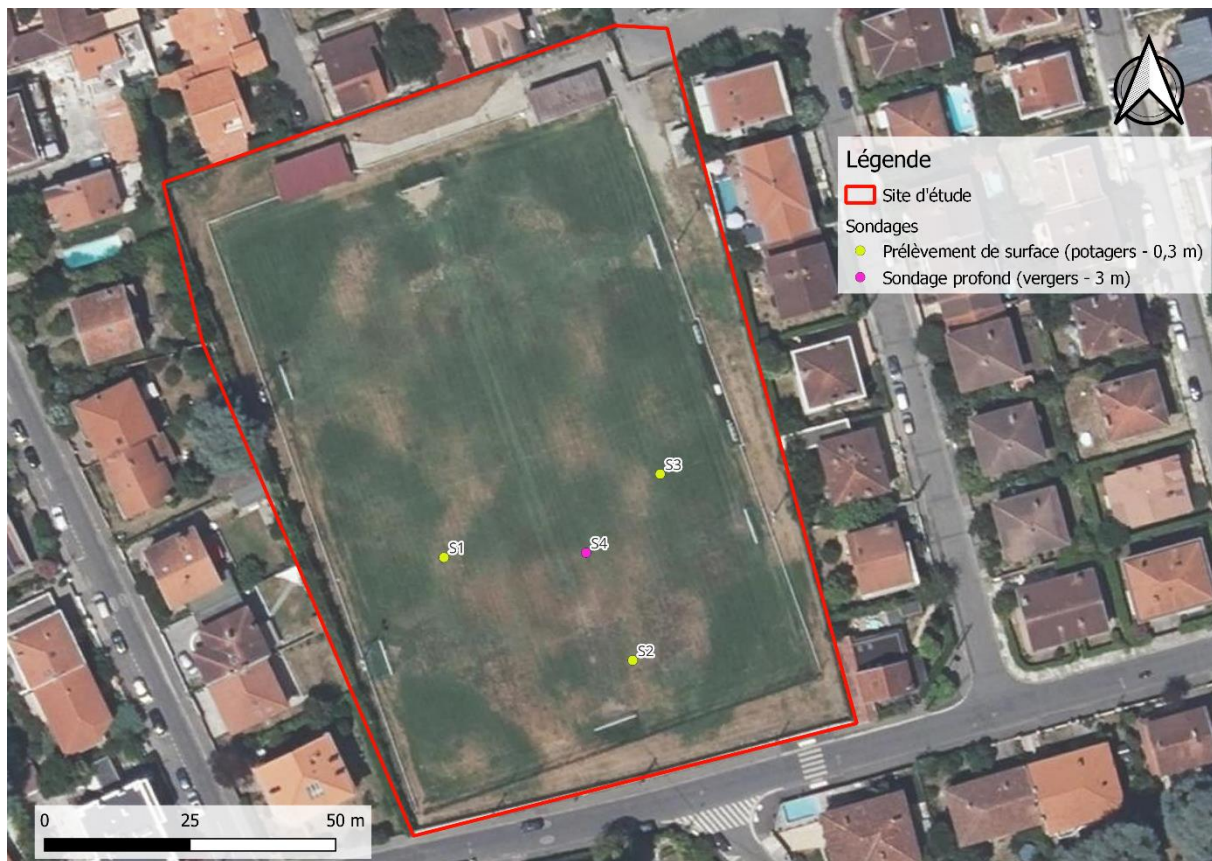 Légende
Site d'étude
Sondages
Prélèvement de surface (potagers - 0,3 m)
Sondage profond (vergers - 3 m)
S3
S1
S4
S2
0 25 50 m